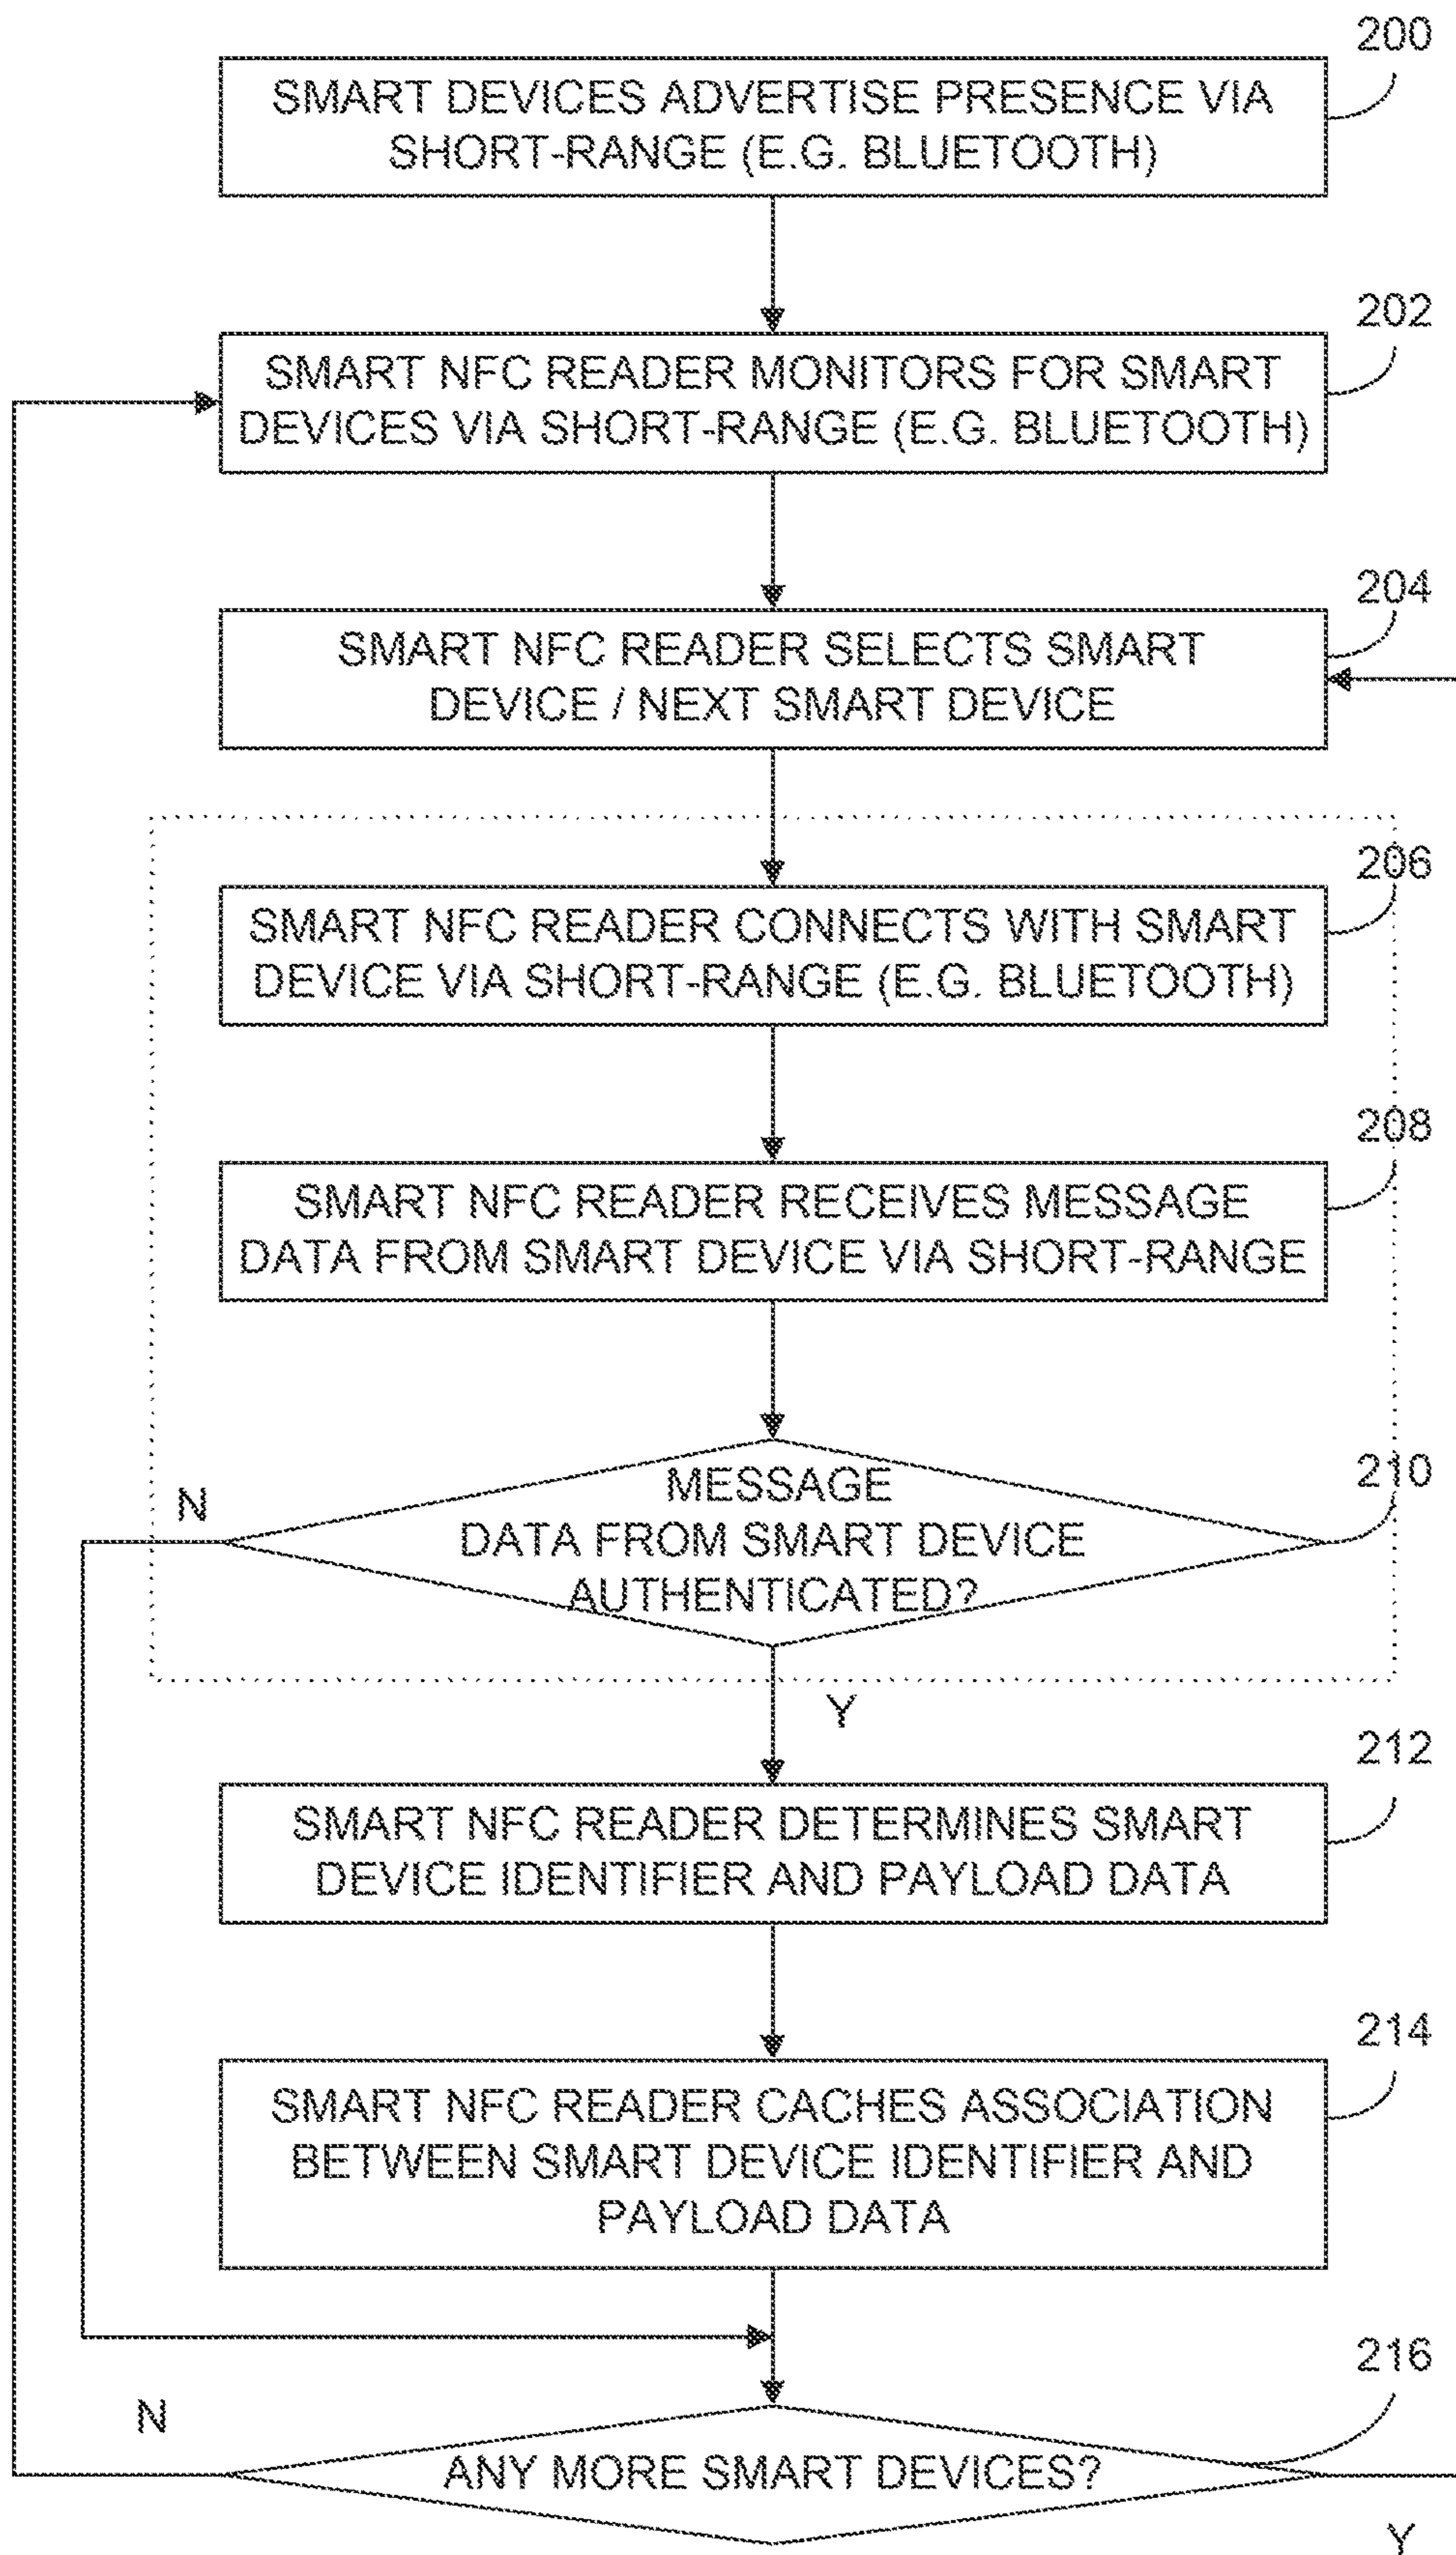 200
SMART DEVICES ADVERTISE PRESENCE VIA
SHORT-RANGE (E.G. BLUETOOTH)
202
SMART NFC READER MONITORS FOR SMART
DEVICES VIA SHORT-RANGE (E.G. BLUETOOTH)
204
SMART NFC READER SELECTS SMART
DEVICE / NEXT SMART DEVICE
206
SMART NFC READER CONNECTS WITH SMART
DEVICE VIA SHORT-RANGE (E.G. BLUETOOTH)
208
SMART NFC READER RECEIVES MESSAGE
DATA FROM SMART DEVICE VIA SHORT-RANGE
210
N
MESSAGE
DATA FROM SMART DEVICE
AUTHENTICATED?
Y
212
SMART NFC READER DETERMINES SMART
DEVICE IDENTIFIER AND PAYLOAD DATA
214
SMART NFC READER CACHES ASSOCIATION
BETWEEN SMART DEVICE IDENTIFIER AND
PAYLOAD DATA
216
N
ANY MORE SMART DEVICES?
Y